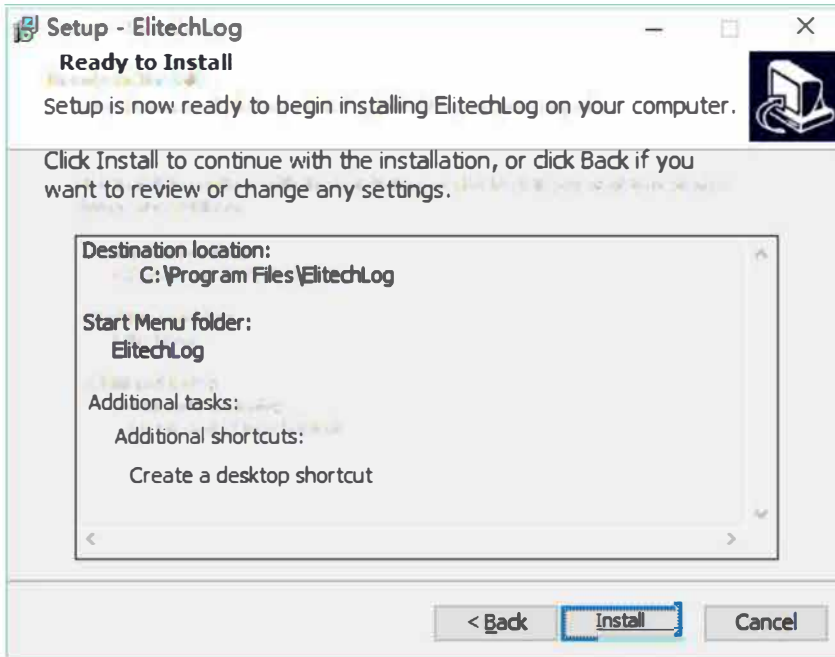 Setup - ElitechLog
Ready to Install
Setup is now ready to begin installing ElitechLog on your computer.
Click Install to continue with the installation, or click Back if you
want to review or change any settings.
Destination location:
C:\Program Files\ElitechLog
Start Menu folder:
ElitechLog
Additional tasks:
Additional shortcuts:
Create a desktop shortcut
< Back
Install
Cancel